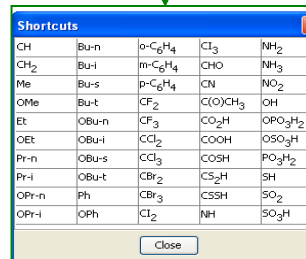 Shortcuts
CH Bu-n o-C₆H₄ CI₃ NH₂
CH₂ Bu-i m-C₆H₄ CHO NH₃
Me Bu-s p-C₆H₄ CN NO₂
OMe Bu-t CF₂ C(O)CH₃ OH
Et OBu-n CF₃ CO₂H OPO₃H₂
OEt OBu-i CCl₂ COOH OSO₃H
Pr-n OBu-s CCl₃ COSH PO₃H₂
Pr-i OBu-t CBr₂ CS₂H SH
OPr-n Ph CBr₃ CSSH SO₂
OPr-i OPh CI₂ NH SO₃H
Close